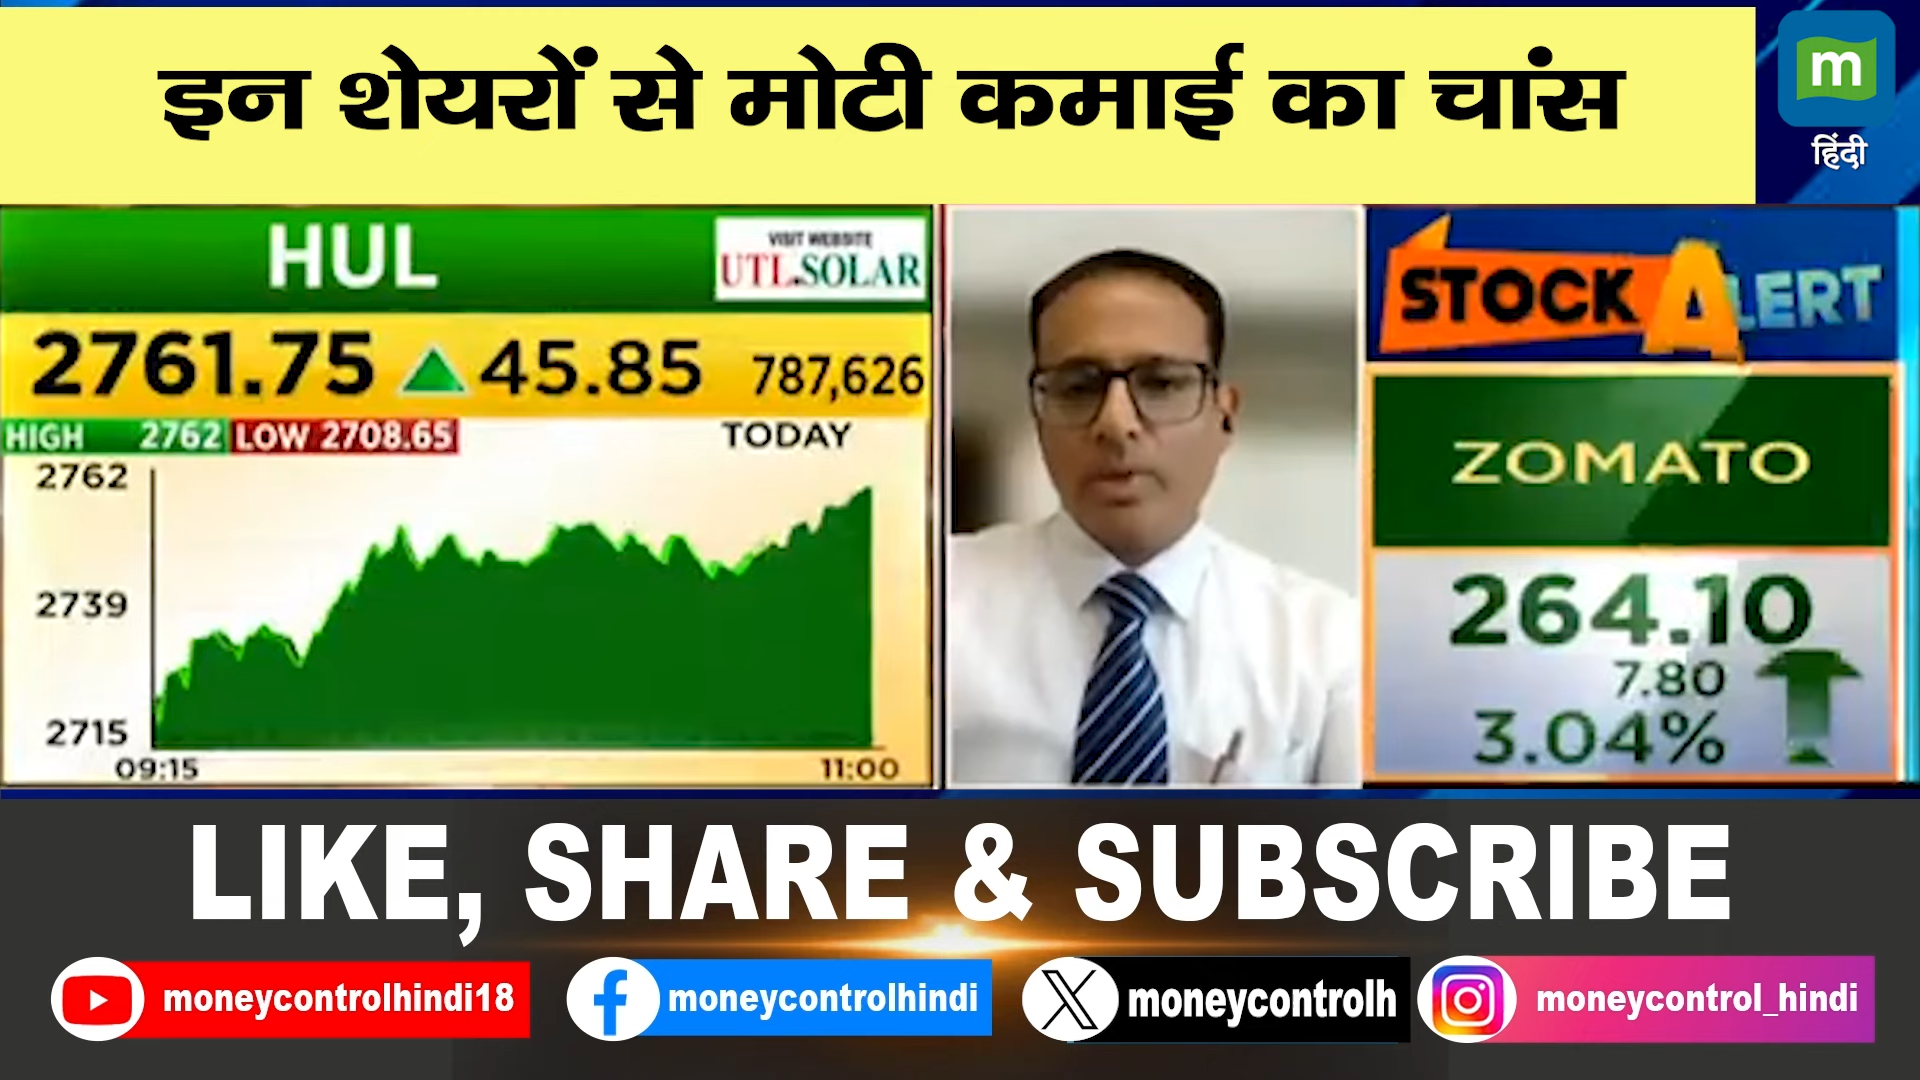 इन शेयरों से मोटी कमाई का चांस
m
हिंदी
HUL
VISIT WEBSITE
UTL SOLAR
2761.75 ▲ 45.85 787,626
HIGH 2762 LOW 2708.65 TODAY
2762
2739
2715
09:15 11:00
STOCK ALERT
ZOMATO
264.10
7.80
3.04%
LIKE, SHARE & SUBSCRIBE
moneycontrolhindi18 moneycontrolhindi moneycontrolh moneycontrol_hindi